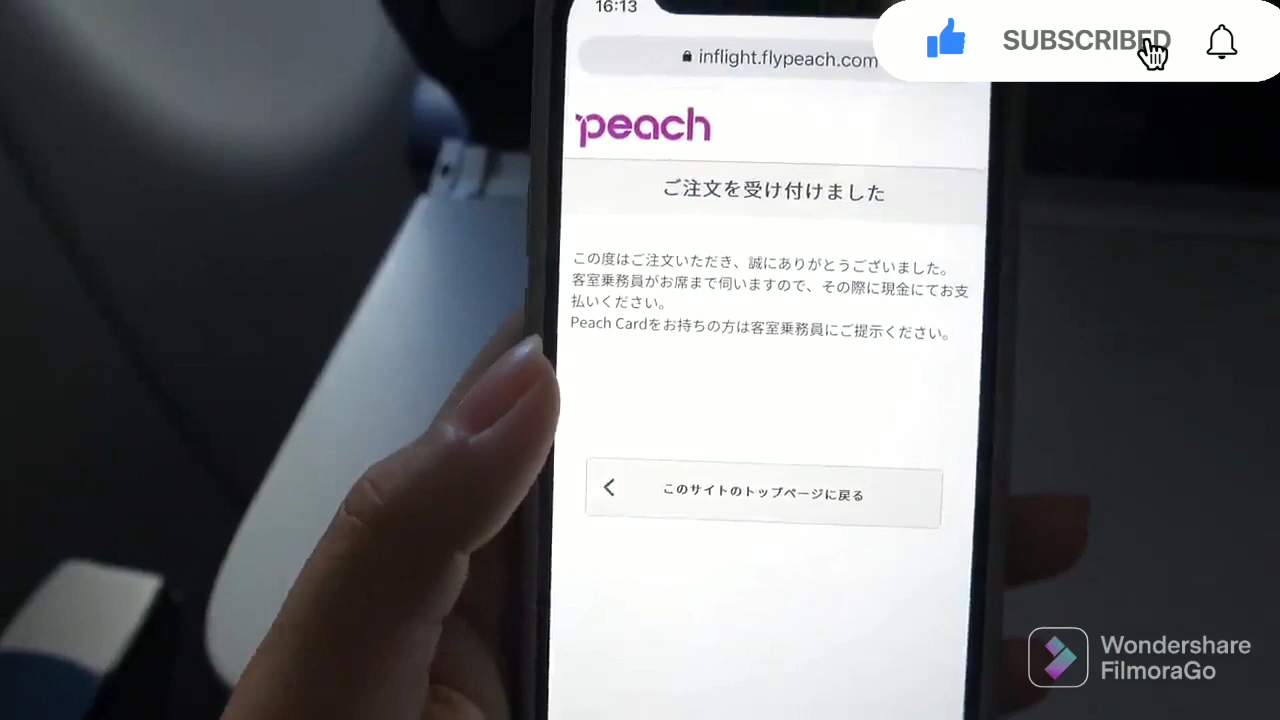 16:13
inflight.flypeach.com
SUBSCRIBED
peach
ご注文を受け付けました
この度はご注文いただき、誠にありがとうございました。
客室乗務員がお席まで伺いますので、その際に現金にてお支
払いください。
Peach Cardをお持ちの方は客室乗務員にご提示ください。
このサイトのトップページに戻る
Wondershare
FilmoraGo